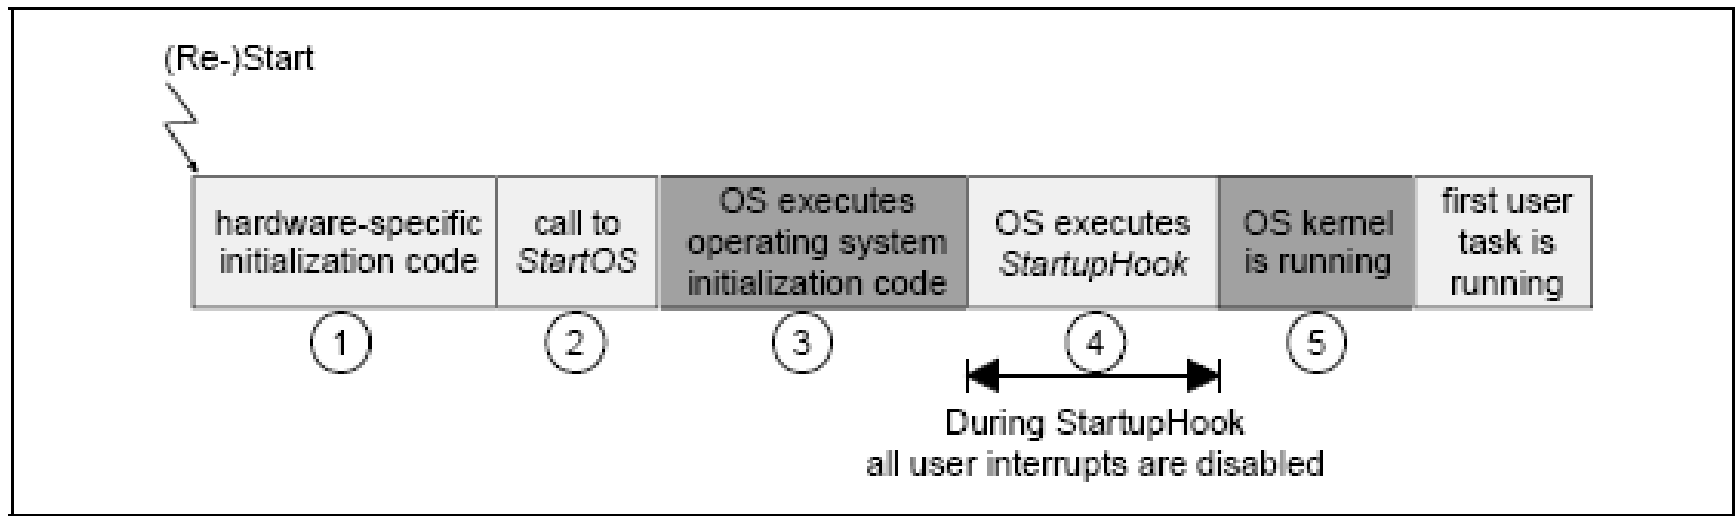 (Re-)Start
hardware-specific
initialization code
call to
StartOS
OS executes
operating system
initialization code
OS executes
StartupHook
OS kernel
is running
first user
task is
running
1
2
3
4
5
During StartupHook
all user interrupts are disabled